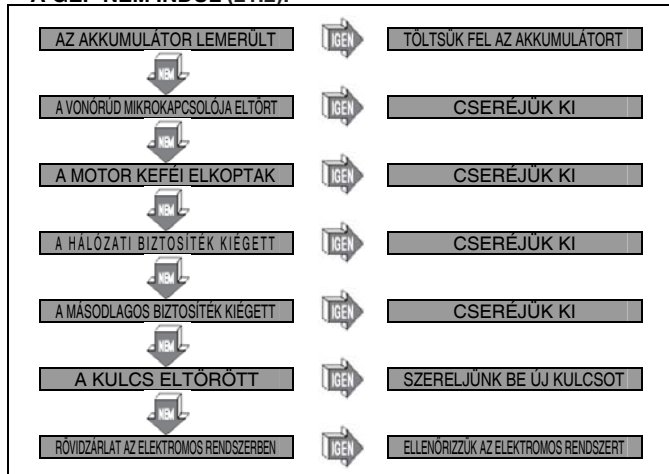 A GÉP NEM INDUL (21.2):
AZ AKKUMULÁTOR LEMERÜLT IGEN TÖLTSÜK FEL AZ AKKUMULÁTORT
NEM
A VONÓRÚD MIKROKAPCSOLÓJA ELTÖRT IGEN CSERÉJÜK KI
NEM
A MOTOR KEFÉI ELKOPTAK IGEN CSERÉJÜK KI
NEM
A HÁLÓZATI BIZTOSÍTÉK KIÉGETT IGEN CSERÉJÜK KI
NEM
A MÁSODLAGOS BIZTOSÍTÉK KIÉGETT IGEN CSERÉJÜK KI
NEM
A KULCS ELTÖRÖTT IGEN SZERELJÜNK BE ÚJ KULCSOT
NEM
RÖVIDZÁRLAT AZ ELEKTROMOS RENDSZERBEN IGEN ELLENŐRIZZÜK AZ ELEKTROMOS RENDSZERT